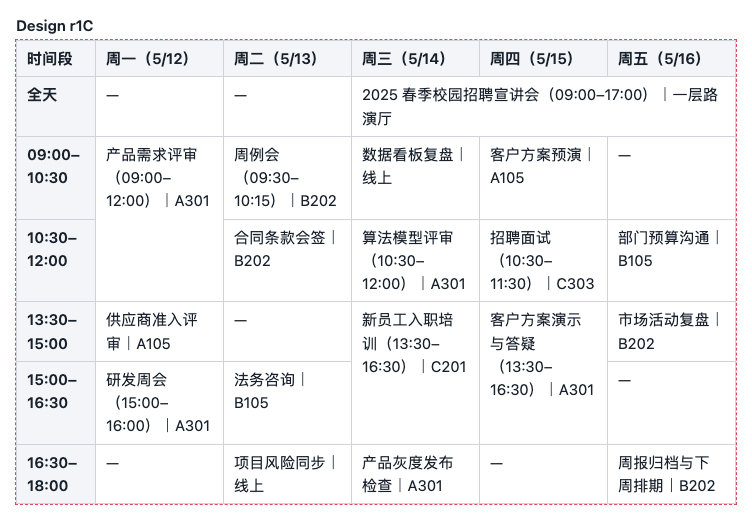 Design r1C
时间段
周一（5/12）
周二（5/13）
周三（5/14）
周四（5/15）
周五（5/16）
全天
—
—
2025 春季校园招聘宣讲会（09:00–17:00）｜一层路
演厅
09:00–
10:30
产品需求评审
（09:00–
12:00）｜A301
周例会
（09:30–
10:15）｜B202
数据看板复盘｜
线上
客户方案预演｜
A105
—
10:30–
12:00
合同条款会签｜
B202
算法模型评审
（10:30–
12:00）｜A301
招聘面试
（10:30–
11:30）｜C303
部门预算沟通｜
B105
13:30–
15:00
供应商准入评
审｜A105
—
新员工入职培
训（13:30–
16:30）｜C201
客户方案演示
与答疑
（13:30–
16:30）｜A301
市场活动复盘｜
B202
15:00–
16:30
研发周会
（15:00–
16:00）｜A301
法务咨询｜
B105
—
16:30–
18:00
—
项目风险同步｜
线上
产品灰度发布
检查｜A301
—
周报归档与下
周排期｜B202